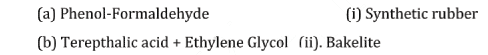 (a) Phenol-Formaldehyde (i) Synthetic rubber
(b) Terepthalic acid + Ethylene Glycol (ii). Bakelite